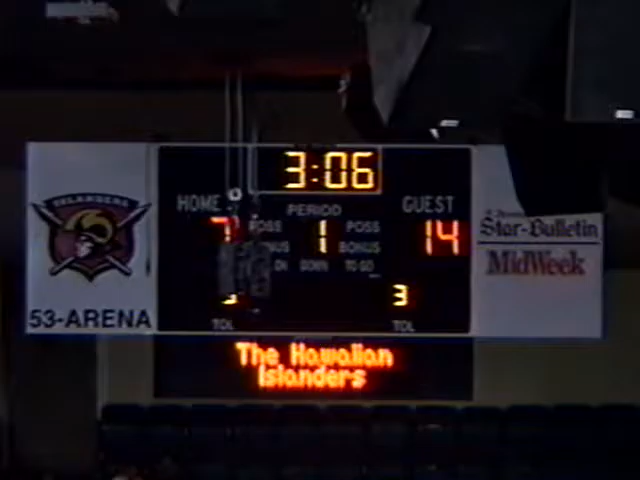 3:06
HOME
PERIOD
GUEST
ISLANDERS
7
POSS
1
POSS
14
BONUS
Star-Bulletin
MidWeek
DOWN
TO GO
3
53-ARENA
TOL
TOL
The Hawaiian
Islanders